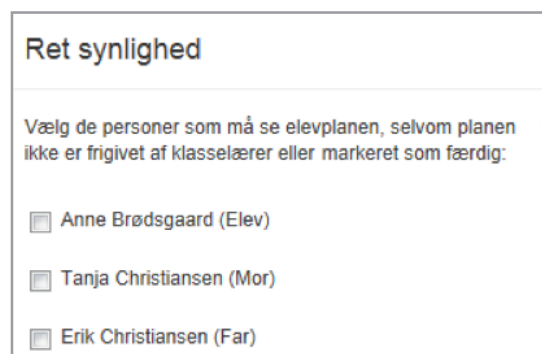 Ret synlighed
Vælg de personer som må se elevplanen, selvom planen
ikke er frigivet af klasselærer eller markeret som færdig:
Anne Brødsgaard (Elev)
Tanja Christiansen (Mor)
Erik Christiansen (Far)